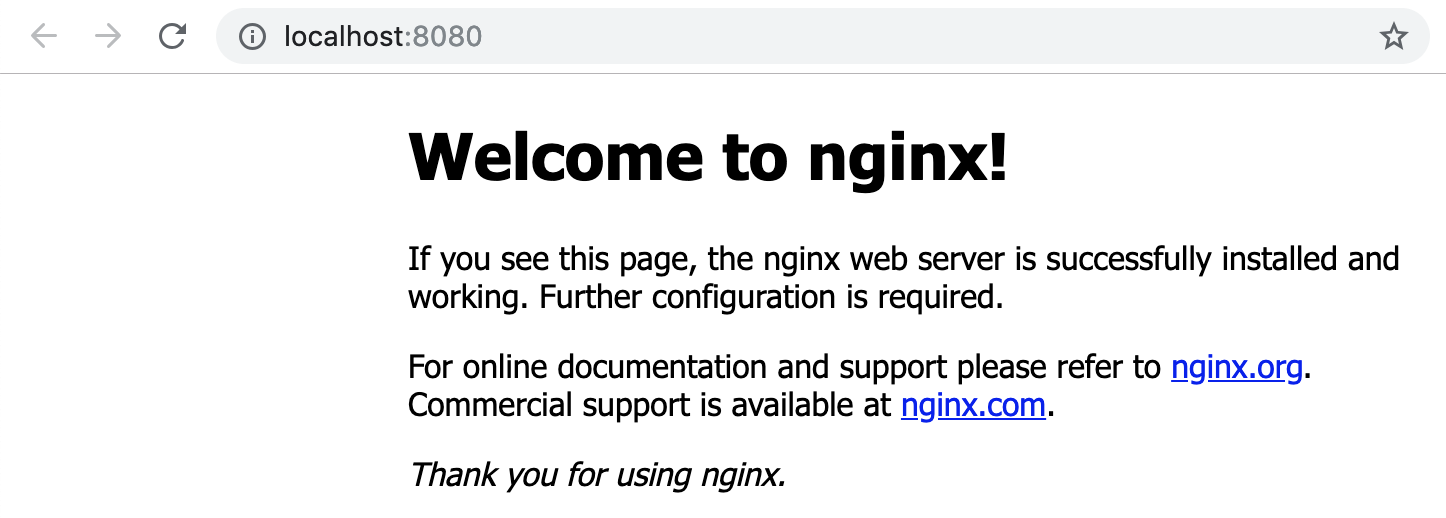 localhost:8080
Welcome to nginx!
If you see this page, the nginx web server is successfully installed and
working. Further configuration is required.
For online documentation and support please refer to nginx.org.
Commercial support is available at nginx.com.
Thank you for using nginx.